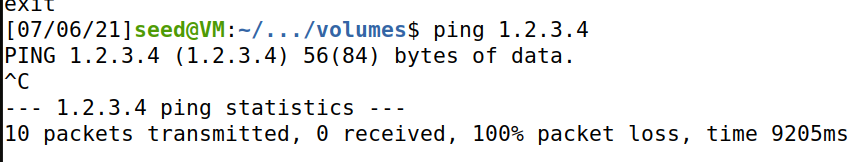 exit
[07/06/21]seed@VM:~/.../volumes$ ping 1.2.3.4
PING 1.2.3.4 (1.2.3.4) 56(84) bytes of data.
^C
--- 1.2.3.4 ping statistics ---
10 packets transmitted, 0 received, 100% packet loss, time 9205ms